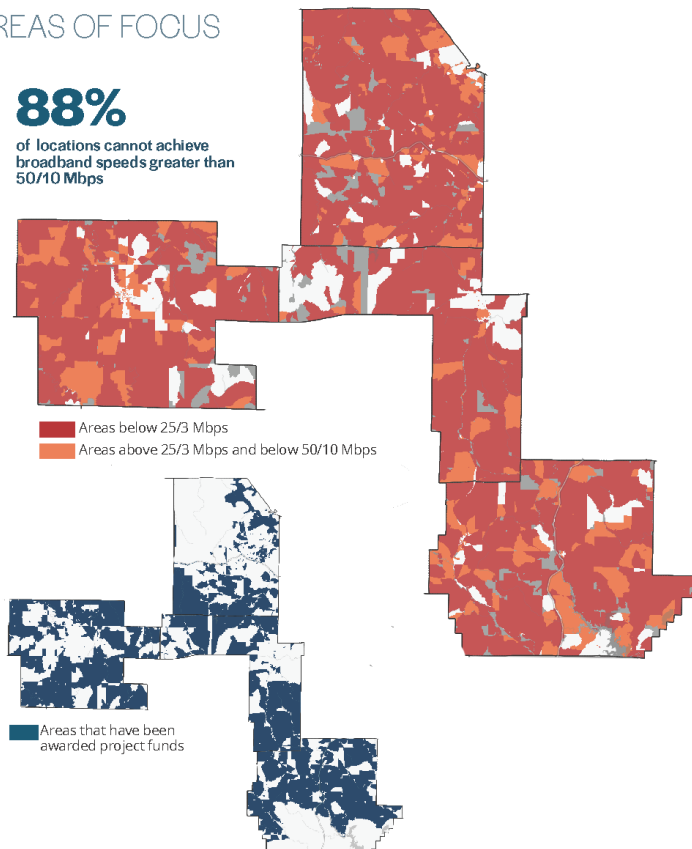 REAS OF FOCUS
88%
of locations cannot achieve
broadband speeds greater than
50/10 Mbps
Areas below 25/3 Mbps
Areas above 25/3 Mbps and below 50/10 Mbps
Areas that have been
awarded project funds